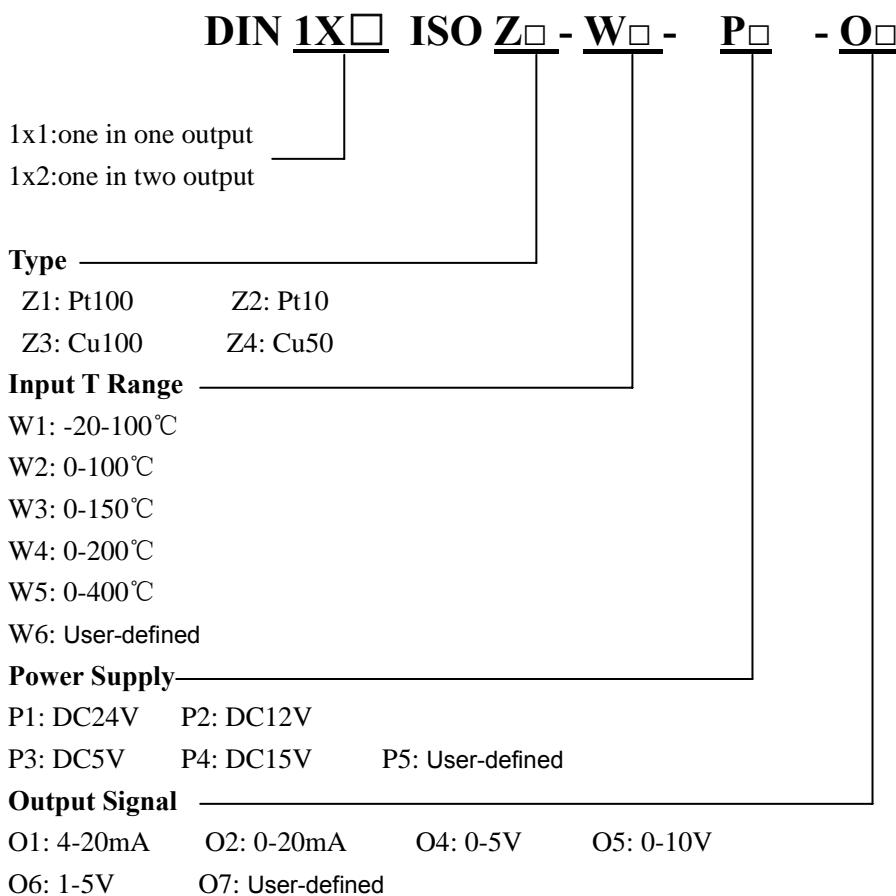 DIN 1X□ ISO Z□ - W□ - P□ - O□
1x1:one in one output
1x2:one in two output
Type
Z1: Pt100 Z2: Pt10
Z3: Cu100 Z4: Cu50
Input T Range
W1: -20-100℃
W2: 0-100℃
W3: 0-150℃
W4: 0-200℃
W5: 0-400℃
W6: User-defined
Power Supply
P1: DC24V P2: DC12V
P3: DC5V P4: DC15V P5: User-defined
Output Signal
O1: 4-20mA O2: 0-20mA O4: 0-5V O5: 0-10V
O6: 1-5V O7: User-defined